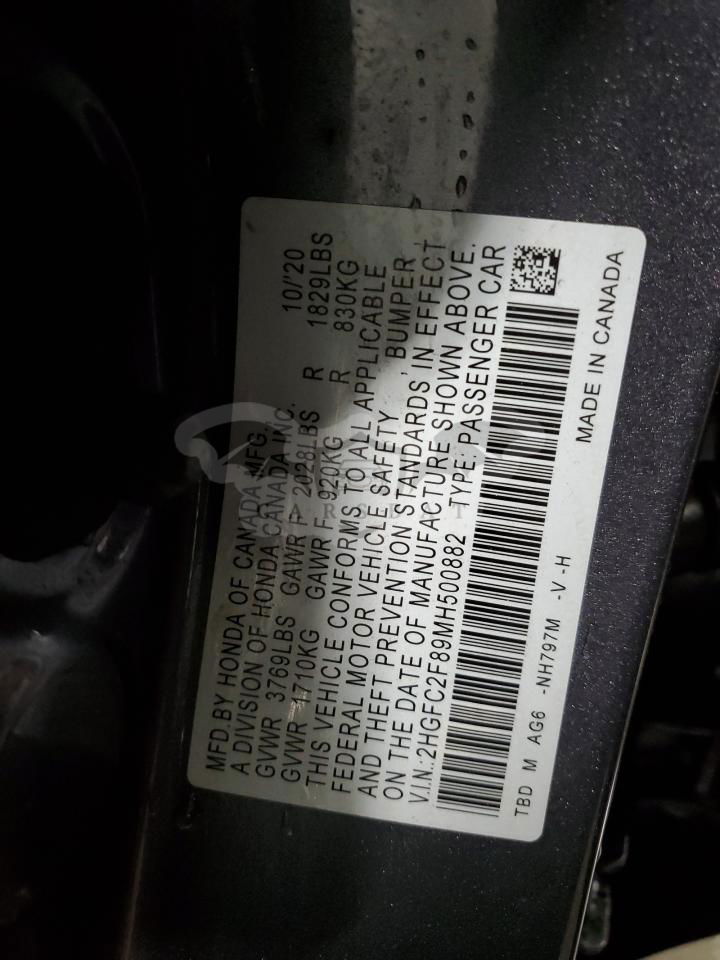 MFD.BY HONDA OF CANADA MFG.,
A DIVISION OF HONDA CANADA INC. 10/'20
GVWR 3769LBS GAWR F 2028LBS R 1829LBS
GVWR 1710KG GAWR F 920KG R 830KG
THIS VEHICLE CONFORMS TO ALL APPLICABLE
FEDERAL MOTOR VEHICLE SAFETY , BUMPER ,
AND THEFT PREVENTION STANDARDS IN EFFECT
ON THE DATE OF MANUFACTURE SHOWN ABOVE.
V.I.N.:2HGFC2F89MH500882 TYPE:PASSENGER CAR
TBD M AG6 -NH797M -V -H MADE IN CANADA